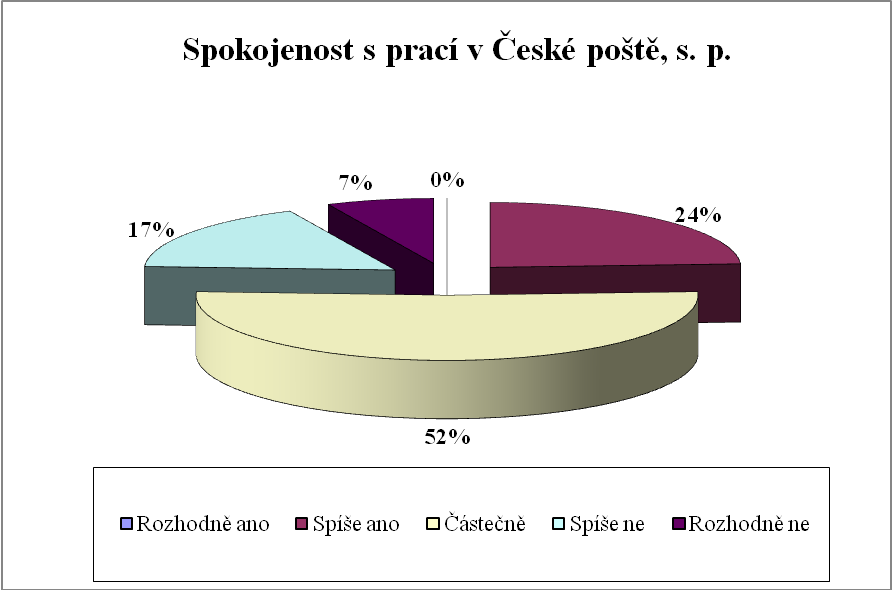 Spokojenost s prací v České poště, s. p.
7%
0%
24%
17%
52%
Rozhodně ano
Spíše ano
Částečně
Spíše ne
Rozhodně ne